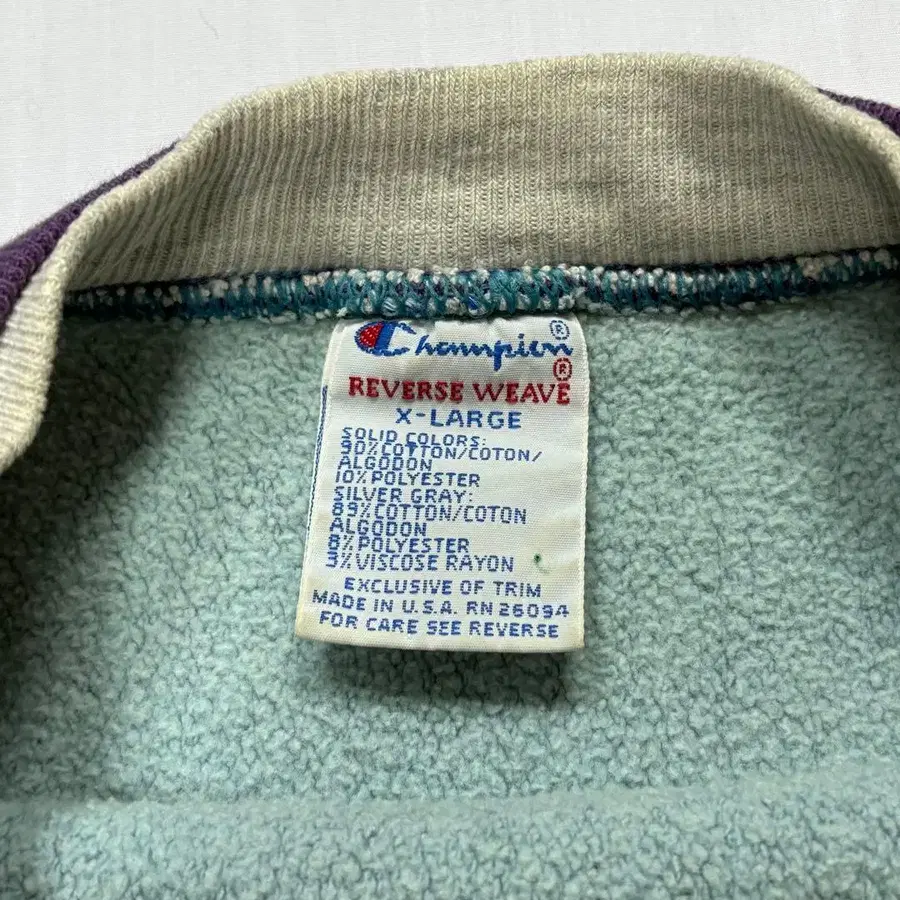 Champion®
REVERSE WEAVE®
X-LARGE
SOLID COLORS:
90% COTTON/COTON/
ALGODON
10% POLYESTER
SILVER GRAY:
89% COTTON/COTON
ALGODON
8% POLYESTER
3% VISCOSE RAYON
EXCLUSIVE OF TRIM
MADE IN U.S.A. RN 26094
FOR CARE SEE REVERSE